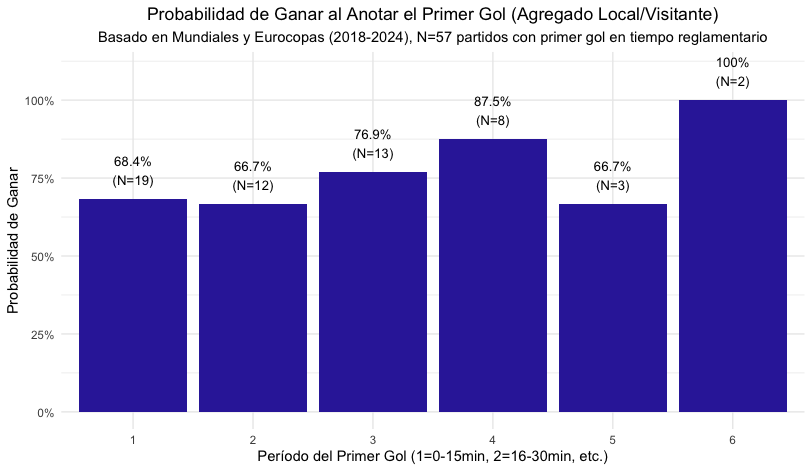 Probabilidad de Ganar al Anotar el Primer Gol (Agregado Local/Visitante)
Basado en Mundiales y Eurocopas (2018-2024), N=57 partidos con primer gol en tiempo reglamentario
Probabilidad de Ganar
100%
75%
50%
25%
0%
68.4%
(N=19)
66.7%
(N=12)
76.9%
(N=13)
87.5%
(N=8)
66.7%
(N=3)
100%
(N=2)
1
2
3
4
5
6
Período del Primer Gol (1=0-15min, 2=16-30min, etc.)